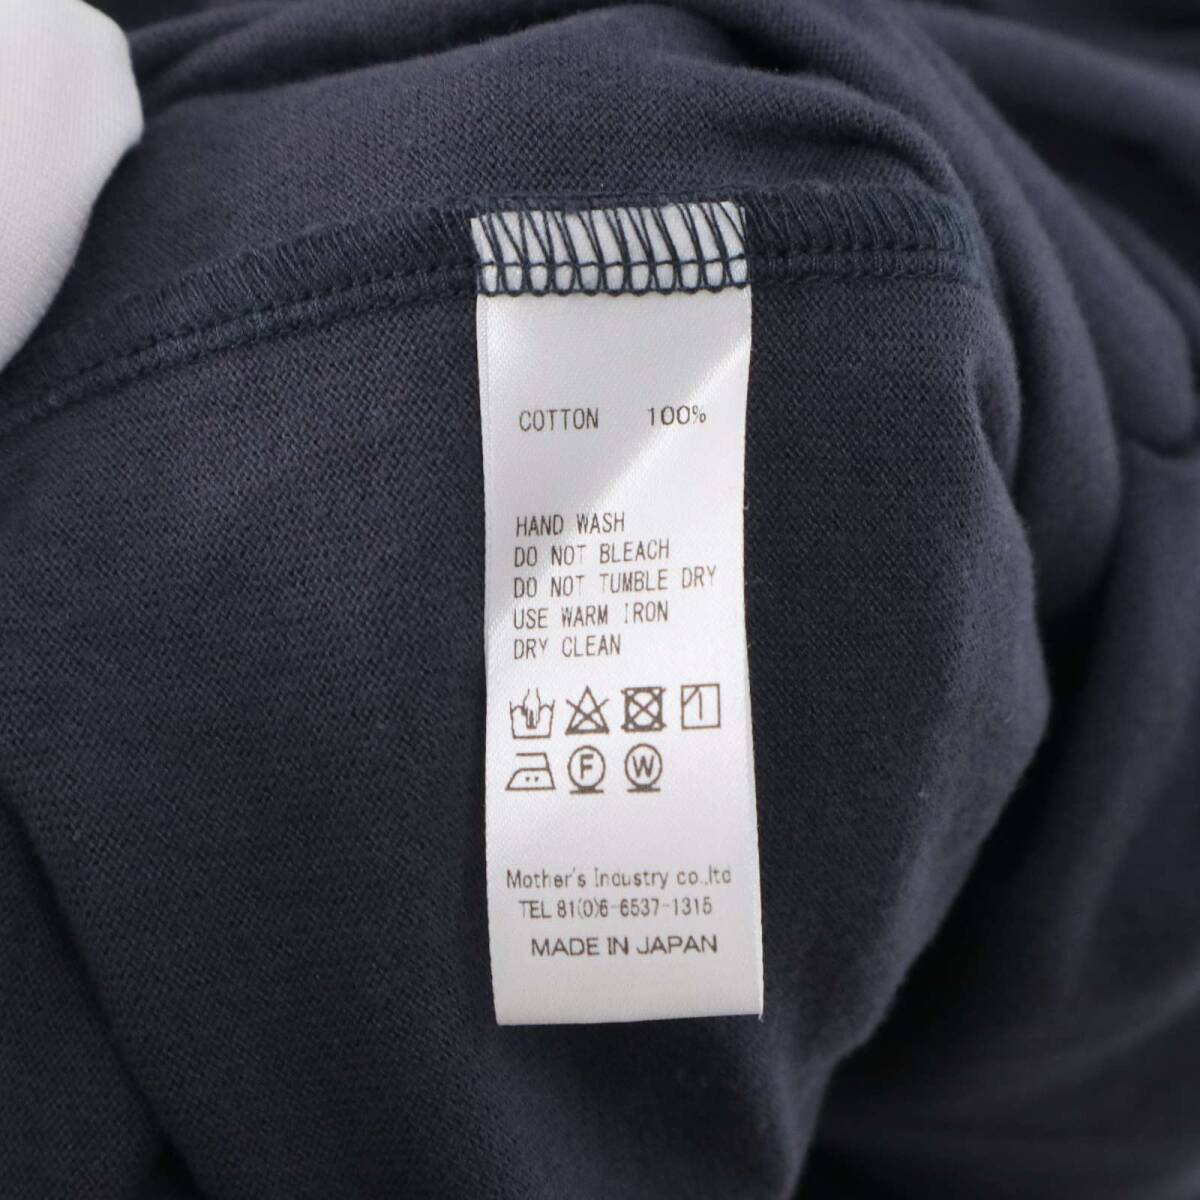 COTTON 100%
HAND WASH
DO NOT BLEACH
DO NOT TUMBLE DRY
USE WARM IRON
DRY CLEAN
F W
Mother's Industry co.,ltd
TEL 81(0)6-6537-1315
MADE IN JAPAN